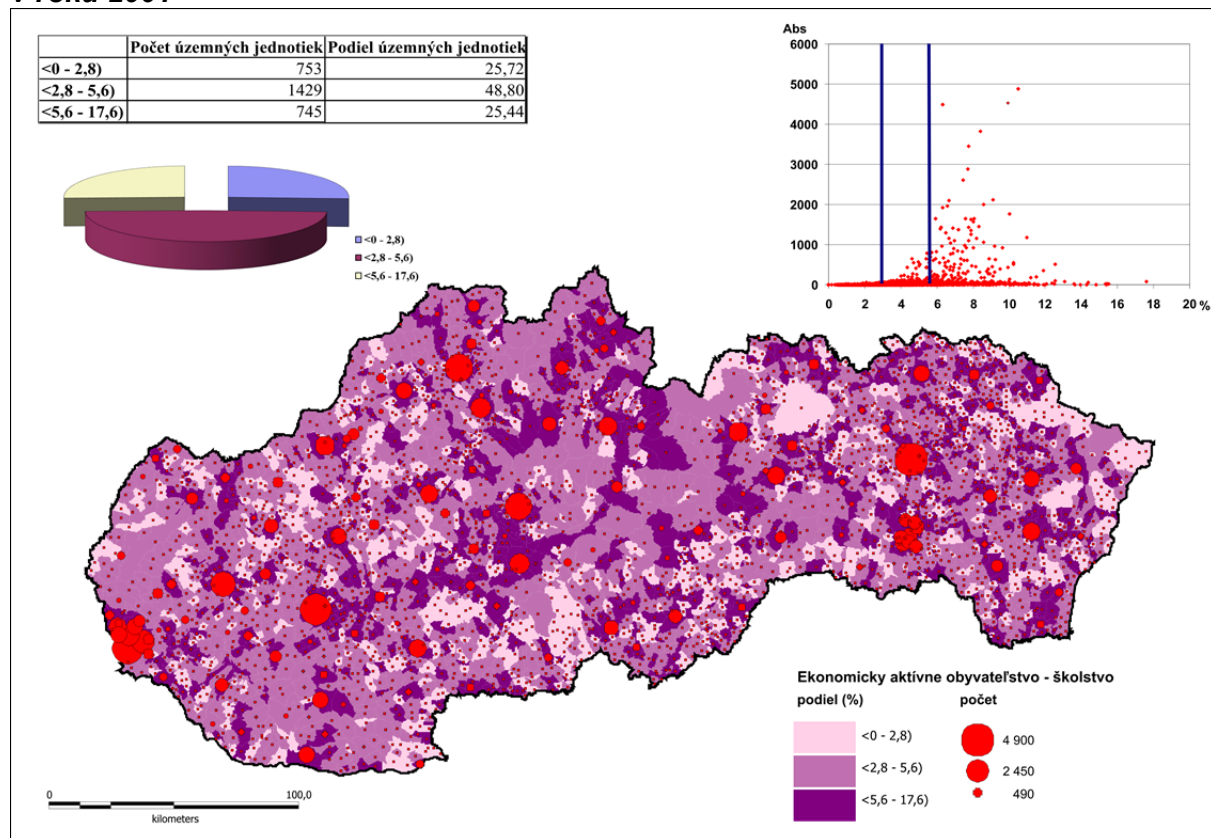 Počet územných jednotiek Podiel územných jednotiek
<0 - 2,8) 753 25,72
<2,8 - 5,6) 1429 48,80
<5,6 - 17,6) 745 25,44
<0 - 2,8)
<2,8 - 5,6)
<5,6 - 17,6)
Abs
6000
5000
4000
3000
2000
1000
0
0 2 4 6 8 10 12 14 16 18 20 %
Ekonomicky aktívne obyvateľstvo - školstvo
podiel (%) počet
<0 - 2,8) 4 900
<2,8 - 5,6) 2 450
<5,6 - 17,6) 490
0 100,0
kilometers